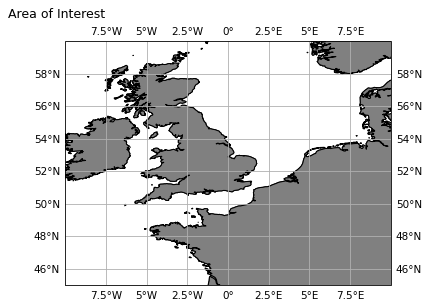 Area of Interest
7.5°W 5°W 2.5°W 0° 2.5°E 5°E 7.5°E
58°N 58°N
56°N 56°N
54°N 54°N
52°N 52°N
50°N 50°N
48°N 48°N
46°N 46°N
7.5°W 5°W 2.5°W 0° 2.5°E 5°E 7.5°E